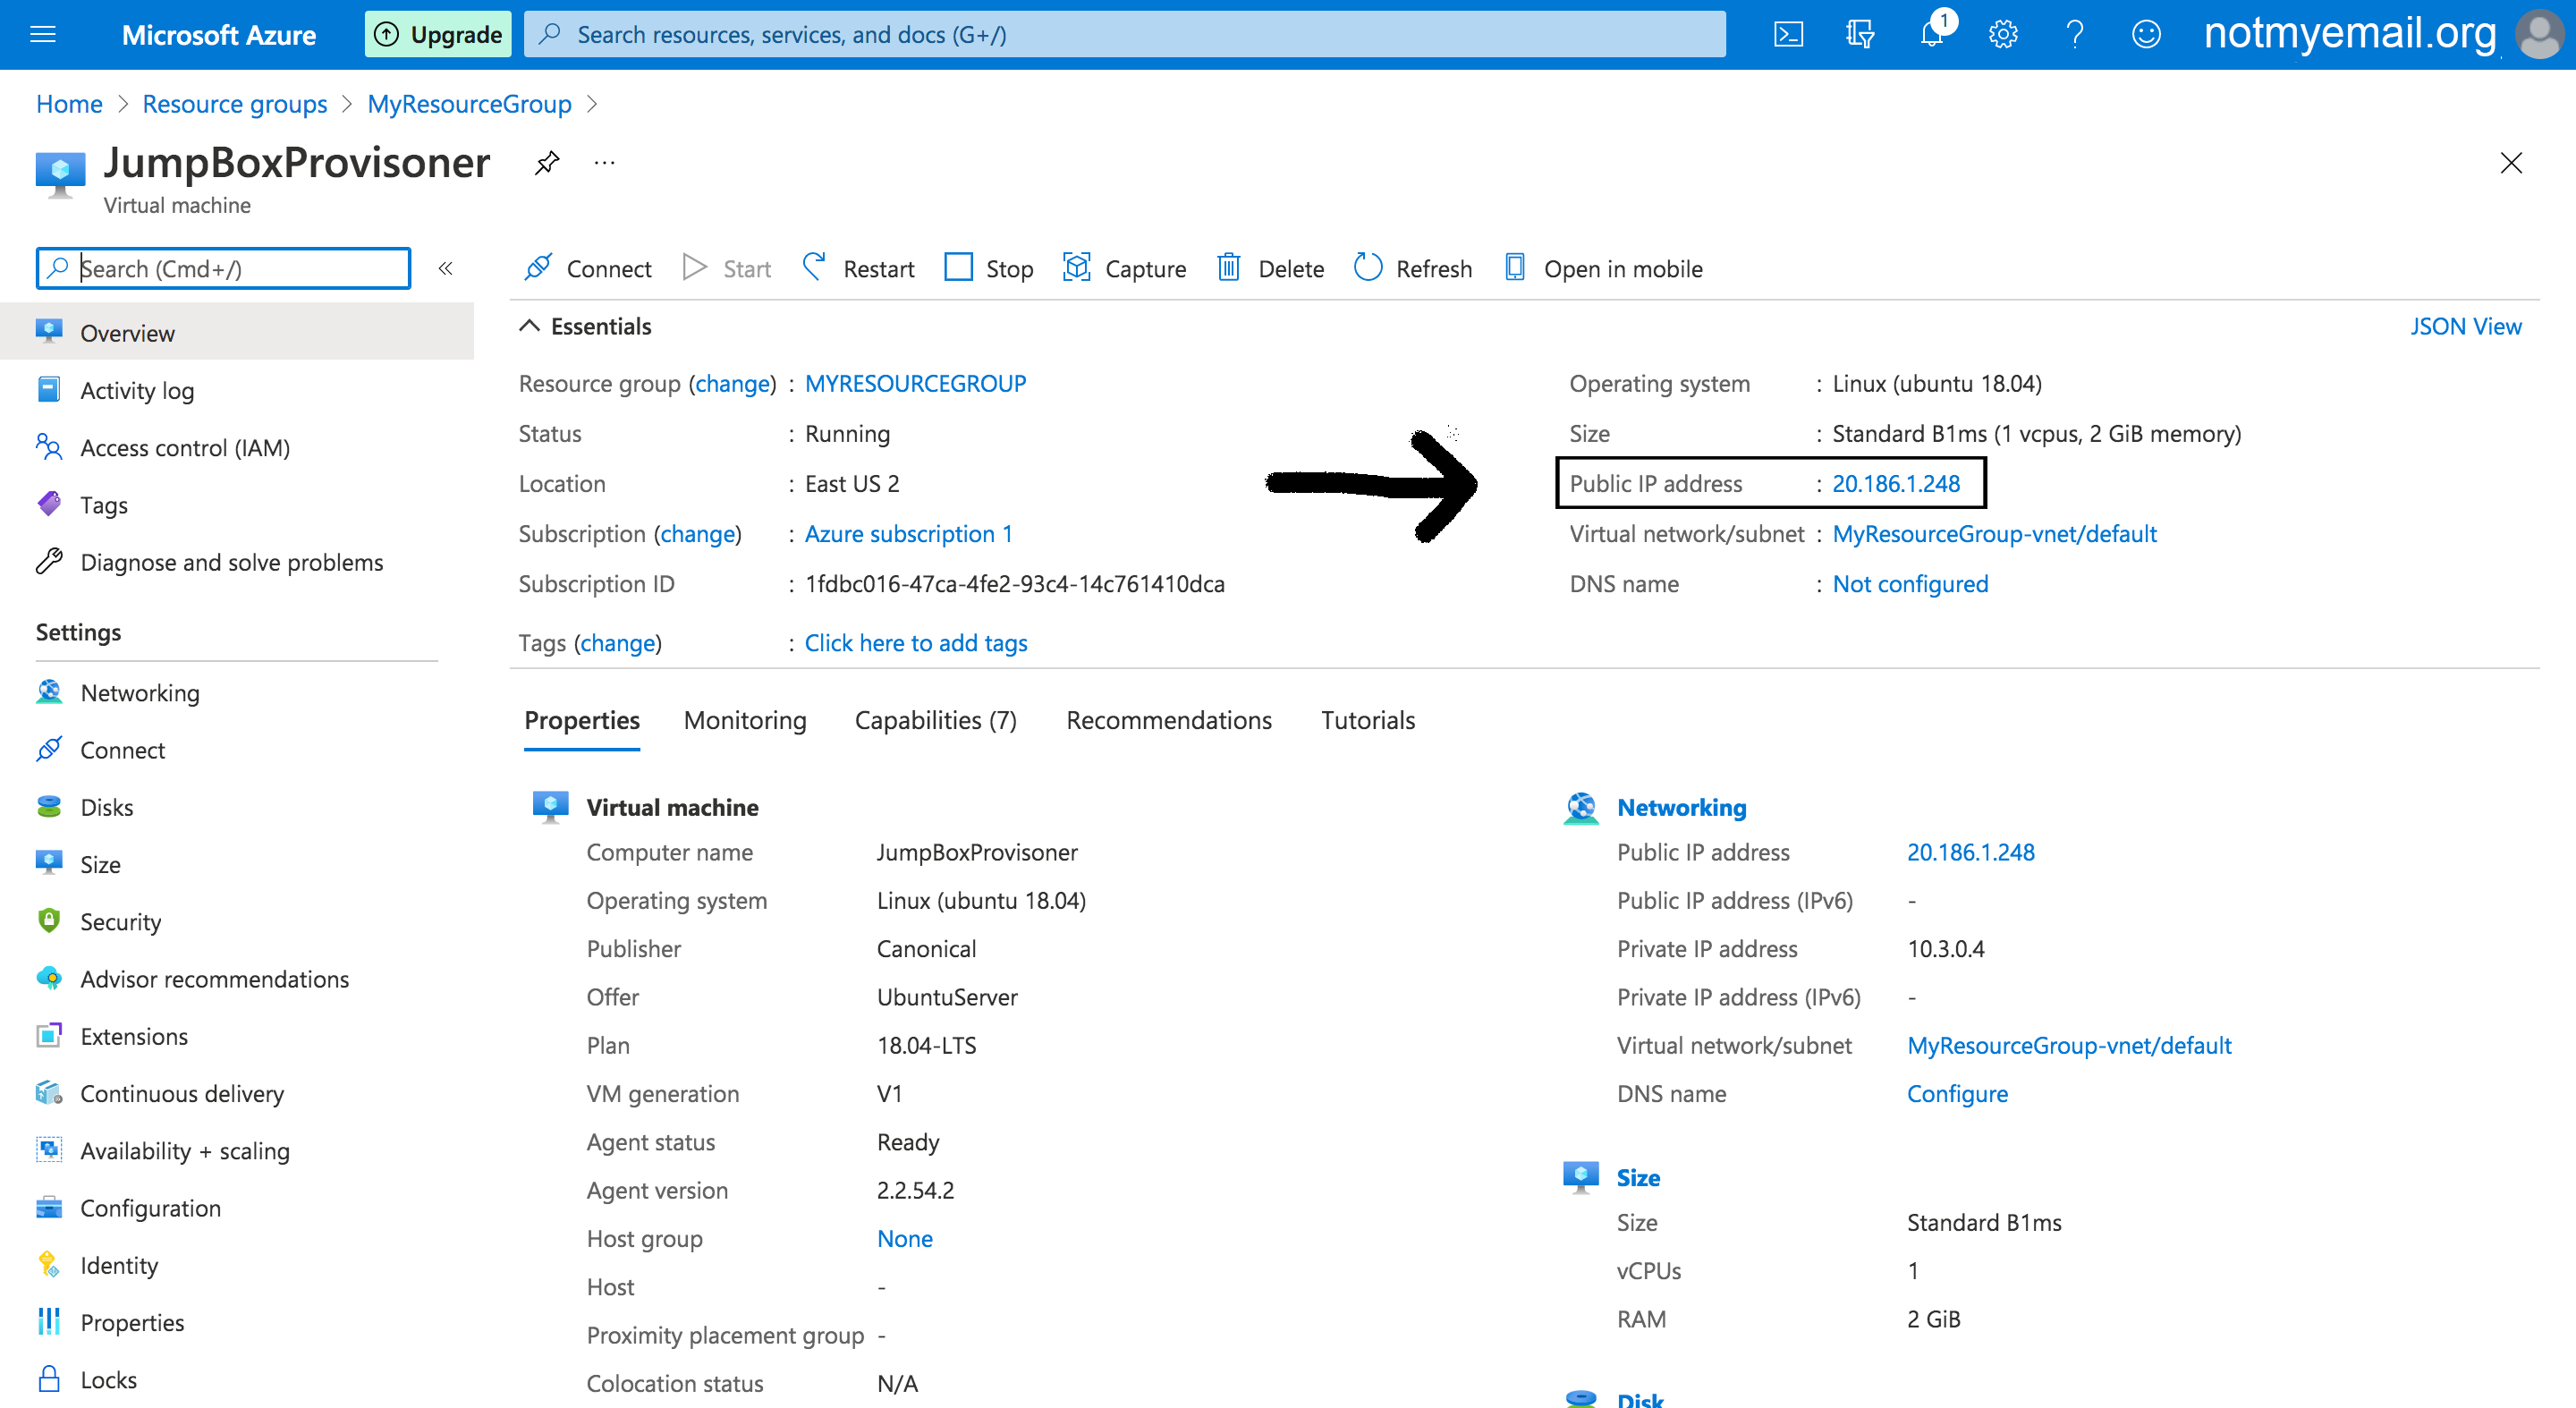 Microsoft Azure
Upgrade
Search resources, services, and docs (G+/)
1
notmyemail.org
Home > Resource groups > MyResourceGroup >
JumpBoxProvisoner
...
Virtual machine
Search (Cmd+/)
«
Connect
Start
Restart
Stop
Capture
Delete
Refresh
Open in mobile
Overview
Activity log
Access control (IAM)
Tags
Diagnose and solve problems
Settings
Networking
Connect
Disks
Size
Security
Advisor recommendations
Extensions
Continuous delivery
Availability + scaling
Configuration
Identity
Properties
Locks
Essentials
JSON View
Resource group (change) : MYRESOURCEGROUP
Status : Running
Location : East US 2
Subscription (change) : Azure subscription 1
Subscription ID : 1fdbc016-47ca-4fe2-93c4-14c761410dca
Tags (change) : Click here to add tags
Operating system : Linux (ubuntu 18.04)
Size : Standard B1ms (1 vcpus, 2 GiB memory)
Public IP address : 20.186.1.248
Virtual network/subnet : MyResourceGroup-vnet/default
DNS name : Not configured
Properties
Monitoring
Capabilities (7)
Recommendations
Tutorials
Virtual machine
Computer name JumpBoxProvisoner
Operating system Linux (ubuntu 18.04)
Publisher Canonical
Offer UbuntuServer
Plan 18.04-LTS
VM generation V1
Agent status Ready
Agent version 2.2.54.2
Host group None
Host -
Proximity placement group -
Colocation status N/A
Networking
Public IP address 20.186.1.248
Public IP address (IPv6) -
Private IP address 10.3.0.4
Private IP address (IPv6) -
Virtual network/subnet MyResourceGroup-vnet/default
DNS name Configure
Size
Size Standard B1ms
vCPUs 1
RAM 2 GiB
Disk